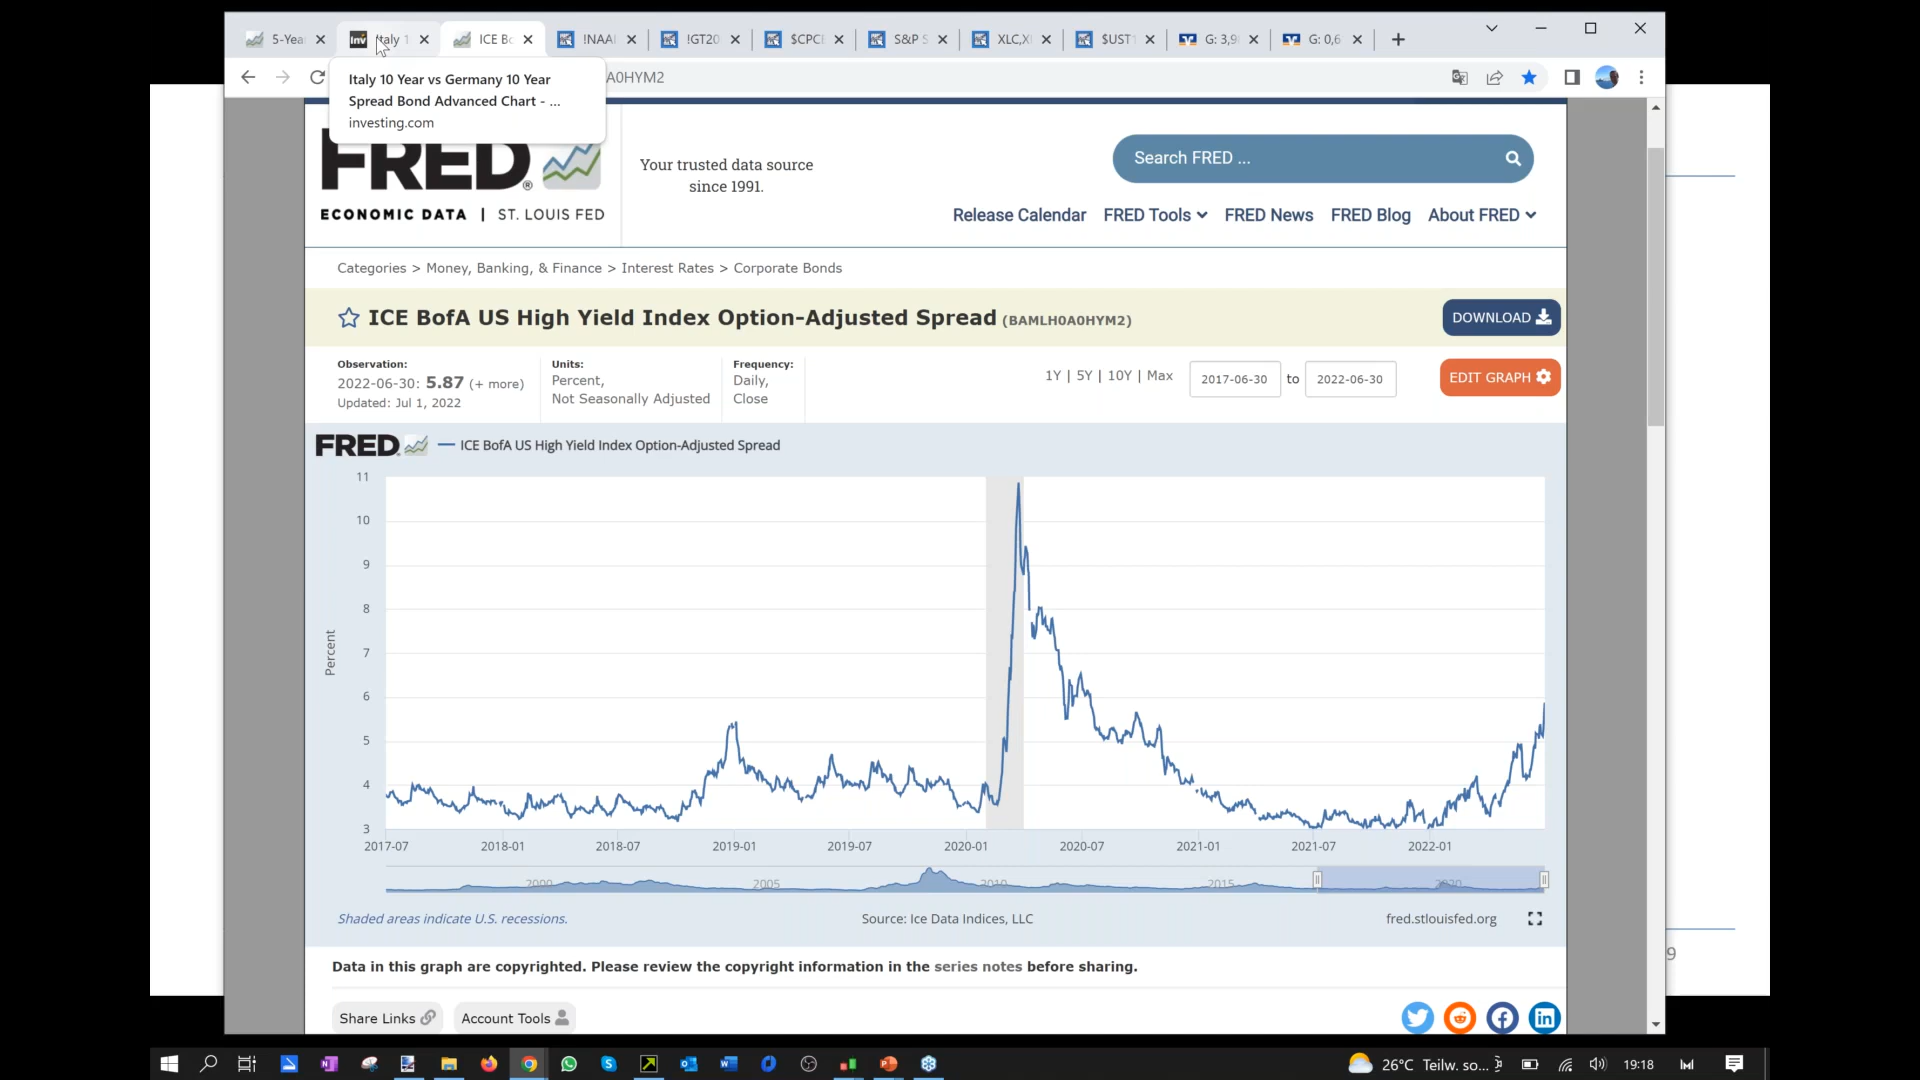 5-Yea
Italy 1
ICE Bo
!NAAI
!GT20
$CPCE
S&P S
XLC,X
$UST1
G: 3,9
G: 0,6
A0HYM2
Italy 10 Year vs Germany 10 Year
Spread Bond Advanced Chart - ...
investing.com
FRED®
ECONOMIC DATA | ST. LOUIS FED
Your trusted data source
since 1991.
Search FRED ...
Release Calendar FRED Tools FRED News FRED Blog About FRED
Categories > Money, Banking, & Finance > Interest Rates > Corporate Bonds
ICE BofA US High Yield Index Option-Adjusted Spread (BAMLH0A0HYM2)
DOWNLOAD
Observation:
2022-06-30: 5.87 (+ more)
Updated: Jul 1, 2022
Units:
Percent,
Not Seasonally Adjusted
Frequency:
Daily,
Close
1Y | 5Y | 10Y | Max
2017-06-30 to 2022-06-30
EDIT GRAPH
FRED ICE BofA US High Yield Index Option-Adjusted Spread
11
10
9
8
7
6
5
4
3
Percent
2017-07 2018-01 2018-07 2019-01 2019-07 2020-01 2020-07 2021-01 2021-07 2022-01
2000 2005 2010 2015 2020
Shaded areas indicate U.S. recessions.
Source: Ice Data Indices, LLC
fred.stlouisfed.org
Data in this graph are copyrighted. Please review the copyright information in the series notes before sharing.
Share Links
Account Tools
9
26°C Teilw. so...
19:18